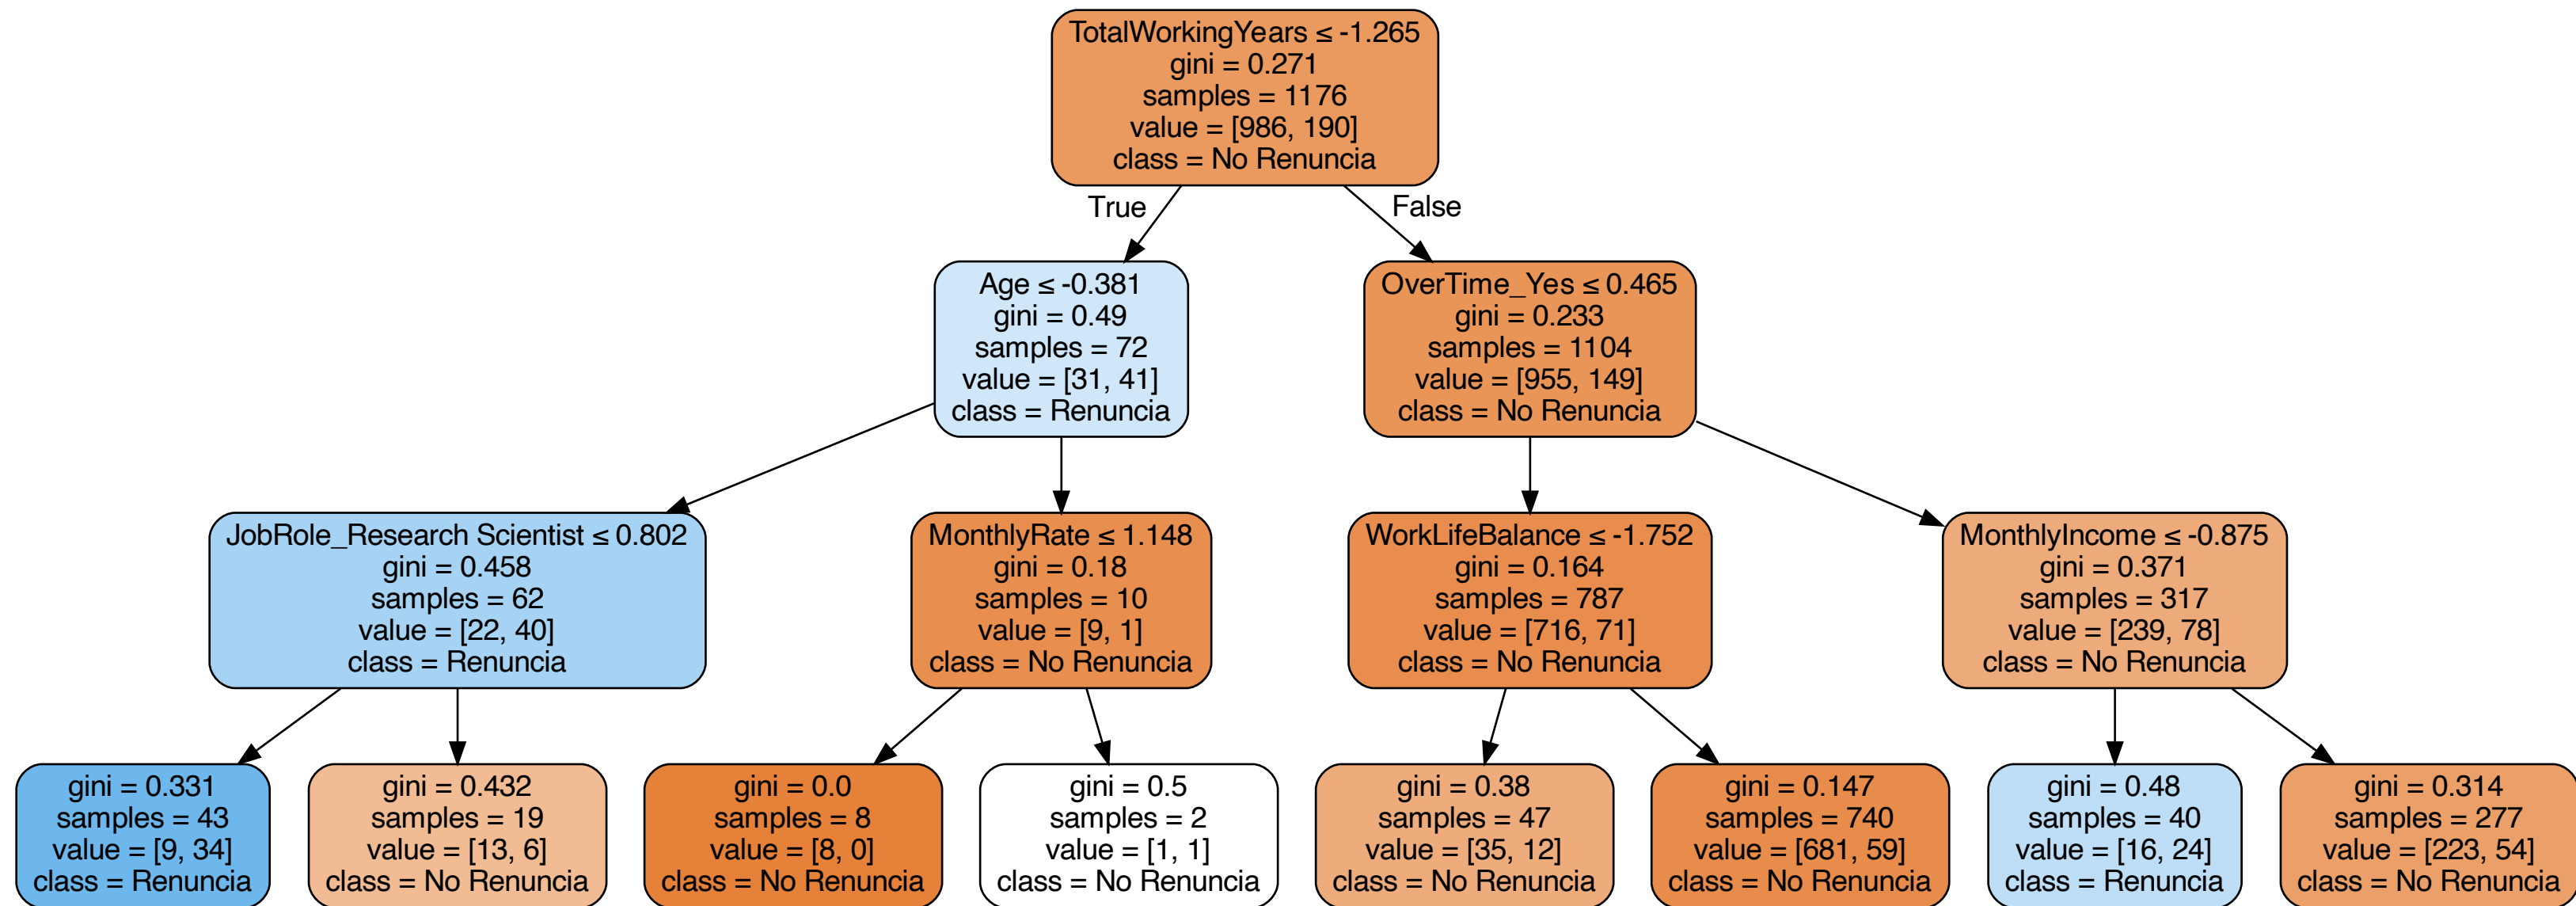 TotalWorkingYears ≤ -1.265
gini = 0.271
samples = 1176
value = [986, 190]
class = No Renuncia
True
False
Age ≤ -0.381
gini = 0.49
samples = 72
value = [31, 41]
class = Renuncia
OverTime_Yes ≤ 0.465
gini = 0.233
samples = 1104
value = [955, 149]
class = No Renuncia
JobRole_Research Scientist ≤ 0.802
gini = 0.458
samples = 62
value = [22, 40]
class = Renuncia
MonthlyRate ≤ 1.148
gini = 0.18
samples = 10
value = [9, 1]
class = No Renuncia
WorkLifeBalance ≤ -1.752
gini = 0.164
samples = 787
value = [716, 71]
class = No Renuncia
MonthlyIncome ≤ -0.875
gini = 0.371
samples = 317
value = [239, 78]
class = No Renuncia
gini = 0.331
samples = 43
value = [9, 34]
class = Renuncia
gini = 0.432
samples = 19
value = [13, 6]
class = No Renuncia
gini = 0.0
samples = 8
value = [8, 0]
class = No Renuncia
gini = 0.5
samples = 2
value = [1, 1]
class = No Renuncia
gini = 0.38
samples = 47
value = [35, 12]
class = No Renuncia
gini = 0.147
samples = 740
value = [681, 59]
class = No Renuncia
gini = 0.48
samples = 40
value = [16, 24]
class = Renuncia
gini = 0.314
samples = 277
value = [223, 54]
class = No Renuncia